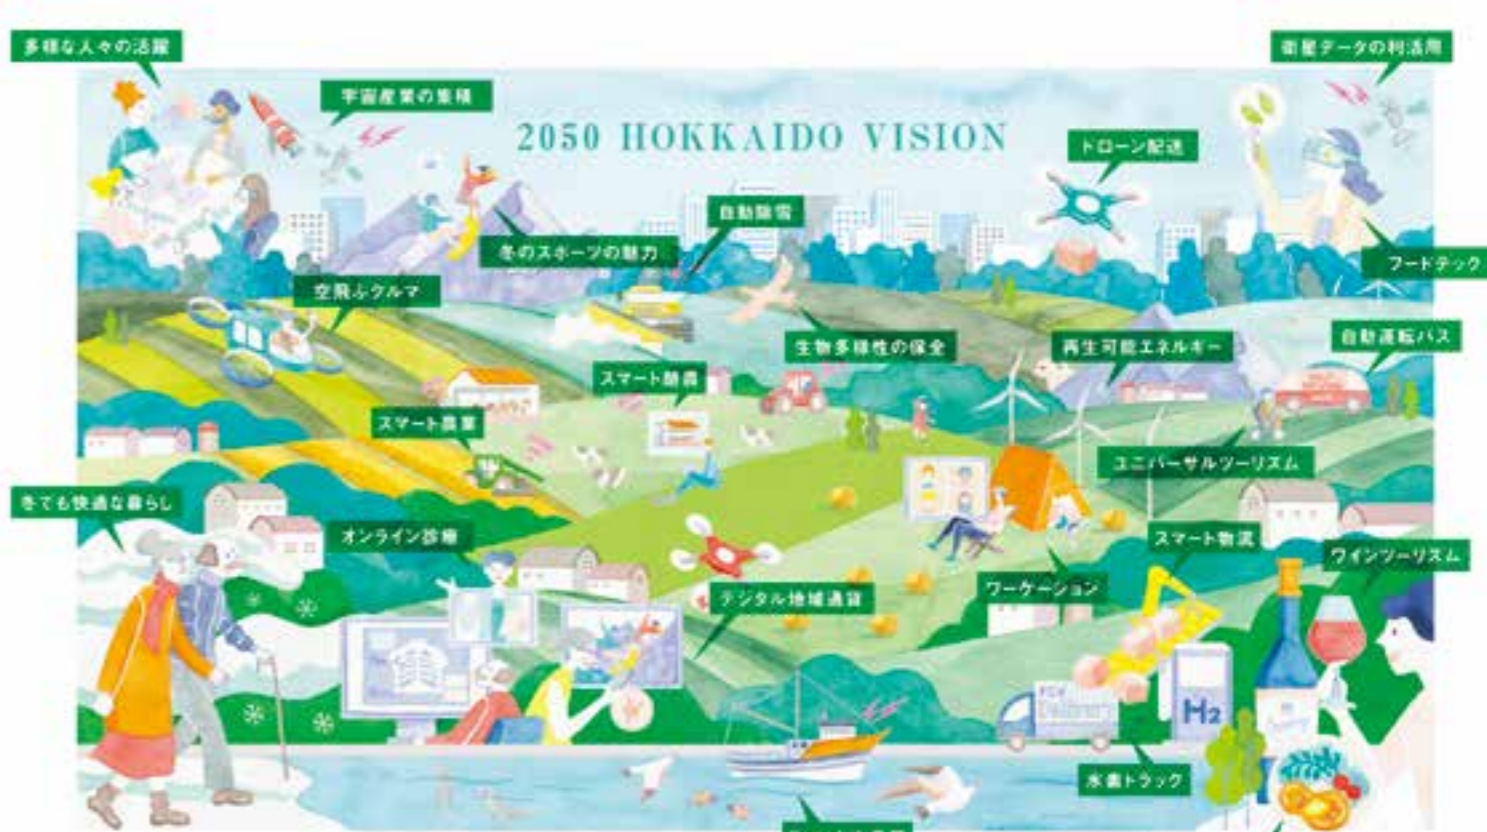 多様な人々の活躍
衛星データの利活用
宇宙産業の集積
2050 HOKKAIDO VISION
ドローン配送
自動除雪
冬のスポーツの魅力
フードテック
空飛ぶクルマ
生物多様性の保全
再生可能エネルギー
自動運転バス
スマート酪農
スマート農業
ユニバーサルツーリズム
冬でも快適な暮らし
オンライン診療
スマート物流
ワインツーリズム
デジタル地域通貨
ワーケーション
FCV
Delivery
H2
水素トラック